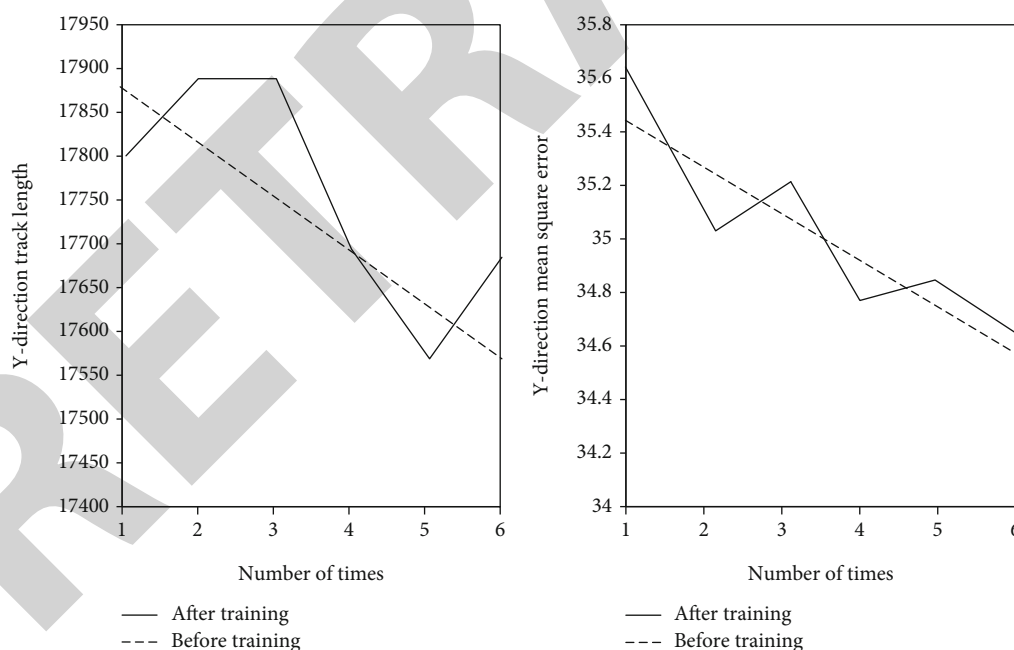 17950
17900
17850
17800
17750
17700
17650
17600
17550
17500
17450
17400
Y-direction track length
1 2 3 4 5 6
Number of times
After training
Before training
35.8
35.6
35.4
35.2
35
34.8
34.6
34.4
34.2
34
Y-direction mean square error
1 2 3 4 5 6
Number of times
After training
Before training
RETRA